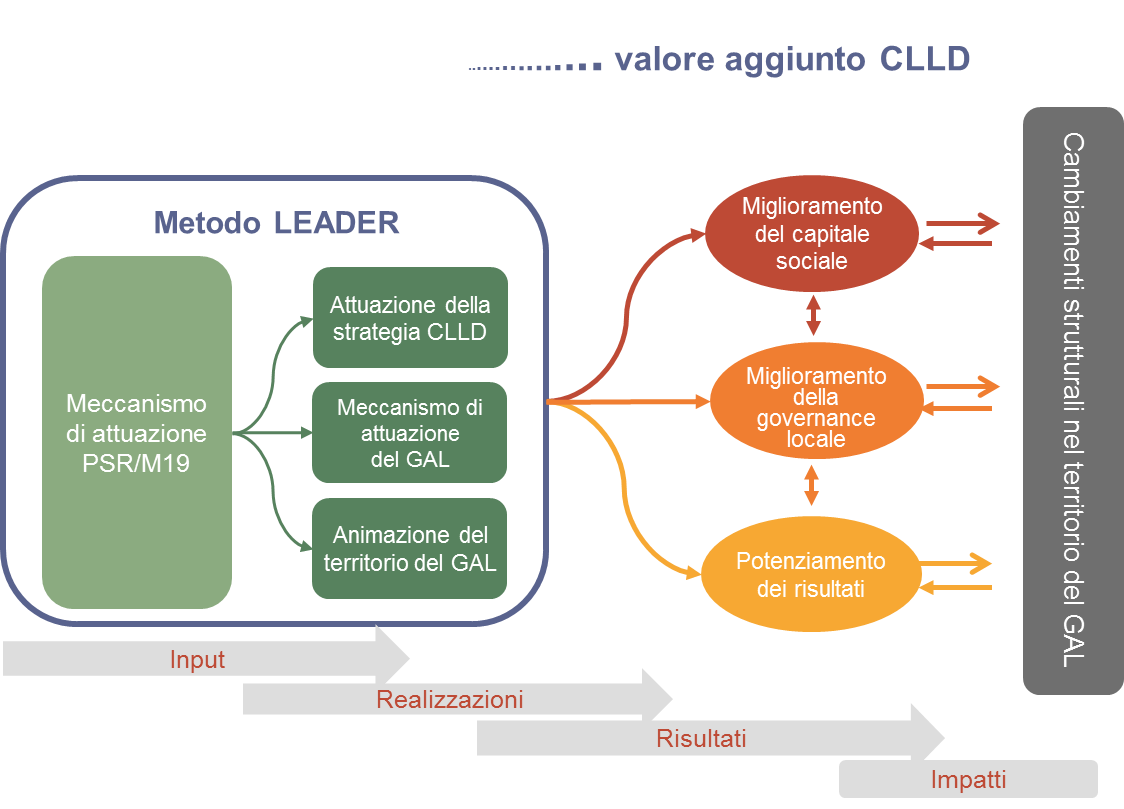 valore aggiunto CLLD
Metodo LEADER
Meccanismo
di attuazione
PSR/M19
Attuazione della
strategia CLLD
Meccanismo di
attuazione
del GAL
Animazione del
territorio del GAL
Miglioramento
del capitale
sociale
Miglioramento
della
governance
locale
Potenziamento
dei risultati
Cambiamenti strutturali nel territorio del GAL
Input
Realizzazioni
Risultati
Impatti